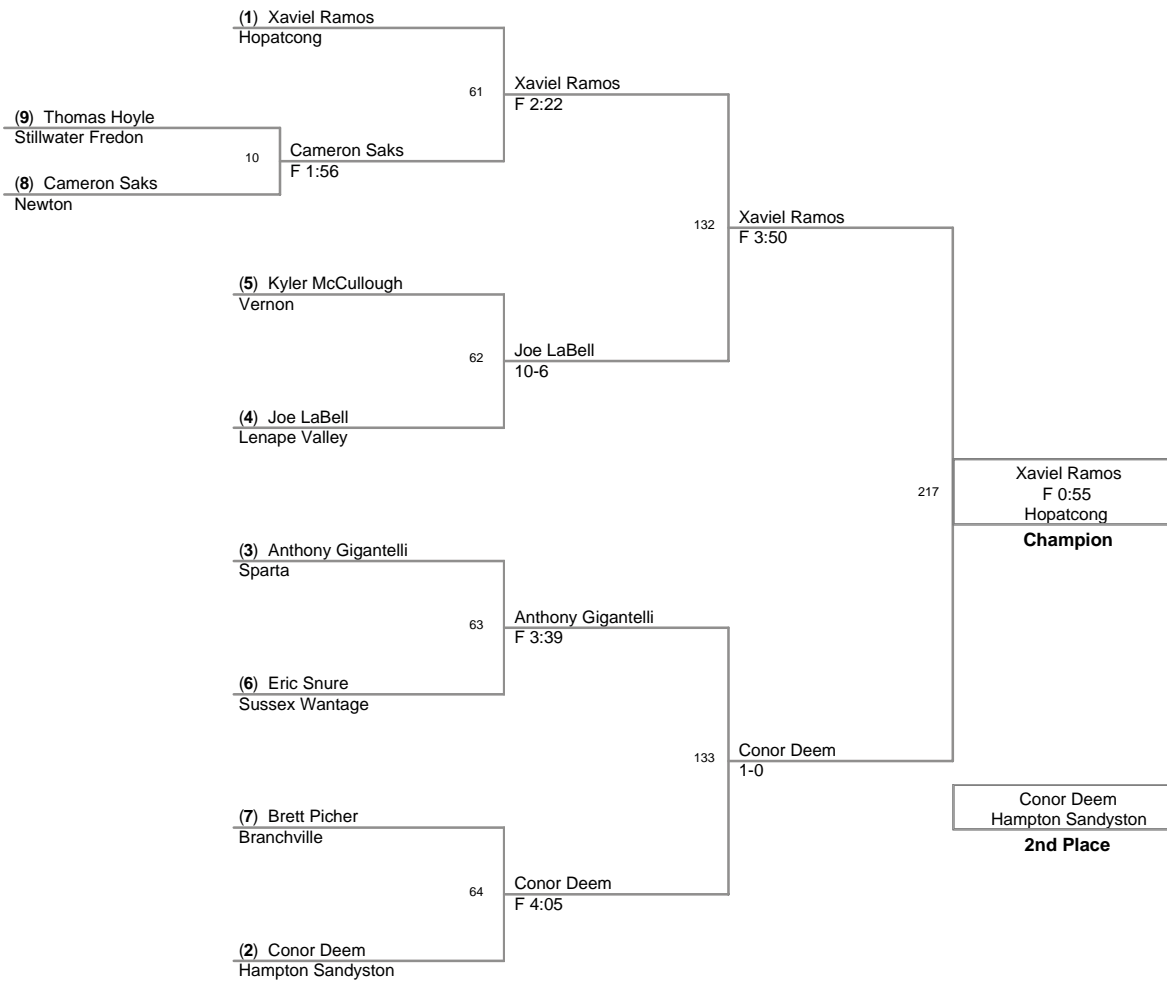 (1) Xaviel Ramos
Hopatcong
61
Xaviel Ramos
F 2:22
(9) Thomas Hoyle
Stillwater Fredon
10
Cameron Saks
F 1:56
(8) Cameron Saks
Newton
132
Xaviel Ramos
F 3:50
(5) Kyler McCullough
Vernon
62
Joe LaBell
10-6
(4) Joe LaBell
Lenape Valley
217
Xaviel Ramos
F 0:55
Hopatcong
Champion
(3) Anthony Gigantelli
Sparta
63
Anthony Gigantelli
F 3:39
(6) Eric Snure
Sussex Wantage
133
Conor Deem
1-0
Conor Deem
Hampton Sandyston
2nd Place
(7) Brett Picher
Branchville
64
Conor Deem
F 4:05
(2) Conor Deem
Hampton Sandyston